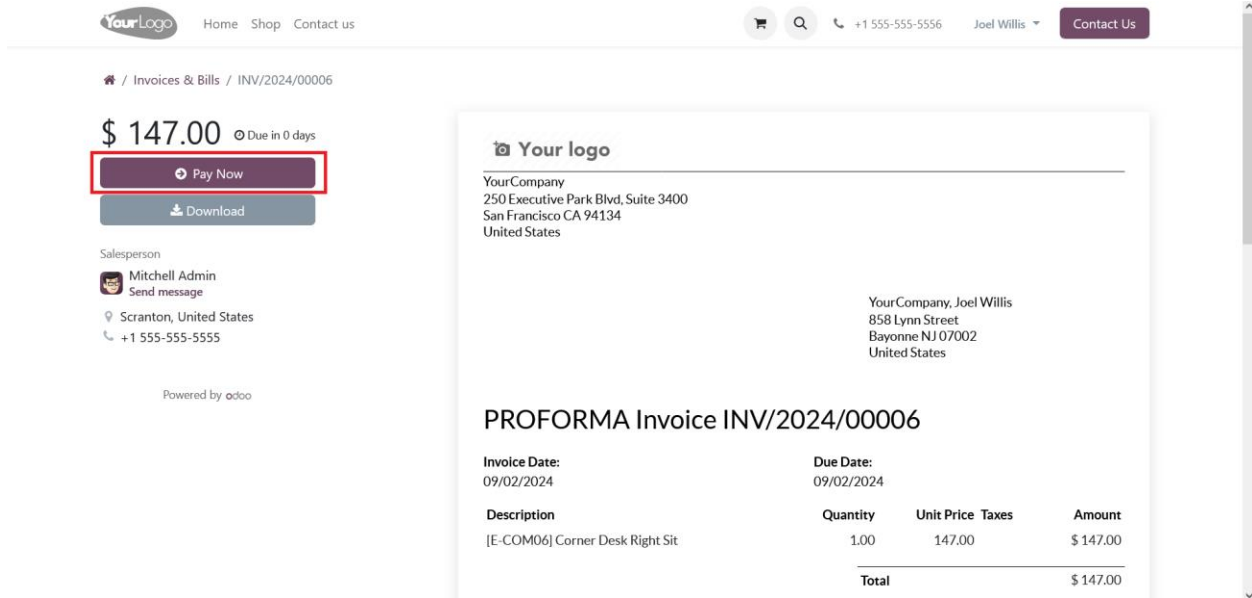 YourLogo Home Shop Contact us +1 555-555-5556 Joel Willis Contact Us
/ Invoices & Bills / INV/2024/00006
$ 147.00 Due in 0 days
Pay Now
Download
Salesperson
Mitchell Admin
Send message
Scranton, United States
+1 555-555-5555
Powered by odoo
Your logo
YourCompany
250 Executive Park Blvd, Suite 3400
San Francisco CA 94134
United States
YourCompany, Joel Willis
858 Lynn Street
Bayonne NJ 07002
United States
PROFORMA Invoice INV/2024/00006
Invoice Date: Due Date:
09/02/2024 09/02/2024
Description Quantity Unit Price Taxes Amount
[E-COM06] Corner Desk Right Sit 1.00 147.00 $ 147.00
Total $ 147.00